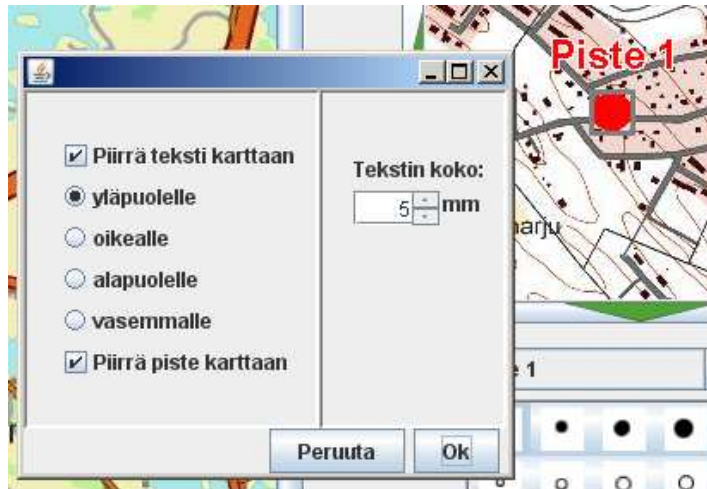 Piste 1
Piirrä teksti karttaan
yläpuolelle
oikealle
alapuolelle
vasemmalle
Piirrä piste karttaan
Tekstin koko:
5 mm
Peruuta
Ok
arju
1